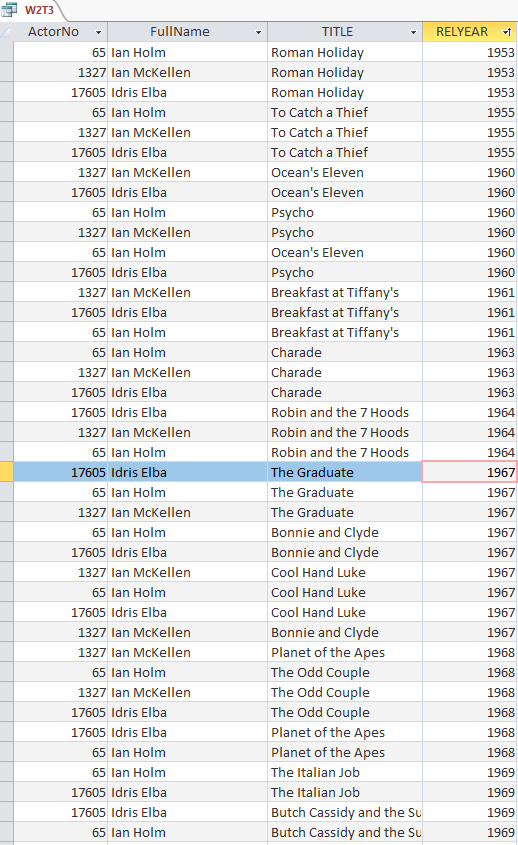 W2T3
ActorNo FullName TITLE RELYEAR
65 Ian Holm Roman Holiday 1953
1327 Ian McKellen Roman Holiday 1953
17605 Idris Elba Roman Holiday 1953
65 Ian Holm To Catch a Thief 1955
1327 Ian McKellen To Catch a Thief 1955
17605 Idris Elba To Catch a Thief 1955
1327 Ian McKellen Ocean's Eleven 1960
17605 Idris Elba Ocean's Eleven 1960
65 Ian Holm Psycho 1960
1327 Ian McKellen Psycho 1960
65 Ian Holm Ocean's Eleven 1960
17605 Idris Elba Psycho 1960
1327 Ian McKellen Breakfast at Tiffany's 1961
17605 Idris Elba Breakfast at Tiffany's 1961
65 Ian Holm Breakfast at Tiffany's 1961
65 Ian Holm Charade 1963
1327 Ian McKellen Charade 1963
17605 Idris Elba Charade 1963
17605 Idris Elba Robin and the 7 Hoods 1964
1327 Ian McKellen Robin and the 7 Hoods 1964
65 Ian Holm Robin and the 7 Hoods 1964
17605 Idris Elba The Graduate 1967
65 Ian Holm The Graduate 1967
1327 Ian McKellen The Graduate 1967
65 Ian Holm Bonnie and Clyde 1967
17605 Idris Elba Bonnie and Clyde 1967
1327 Ian McKellen Cool Hand Luke 1967
65 Ian Holm Cool Hand Luke 1967
17605 Idris Elba Cool Hand Luke 1967
1327 Ian McKellen Bonnie and Clyde 1967
1327 Ian McKellen Planet of the Apes 1968
65 Ian Holm The Odd Couple 1968
1327 Ian McKellen The Odd Couple 1968
17605 Idris Elba The Odd Couple 1968
17605 Idris Elba Planet of the Apes 1968
65 Ian Holm Planet of the Apes 1968
65 Ian Holm The Italian Job 1969
17605 Idris Elba The Italian Job 1969
17605 Idris Elba Butch Cassidy and the Su 1969
65 Ian Holm Butch Cassidy and the Su 1969